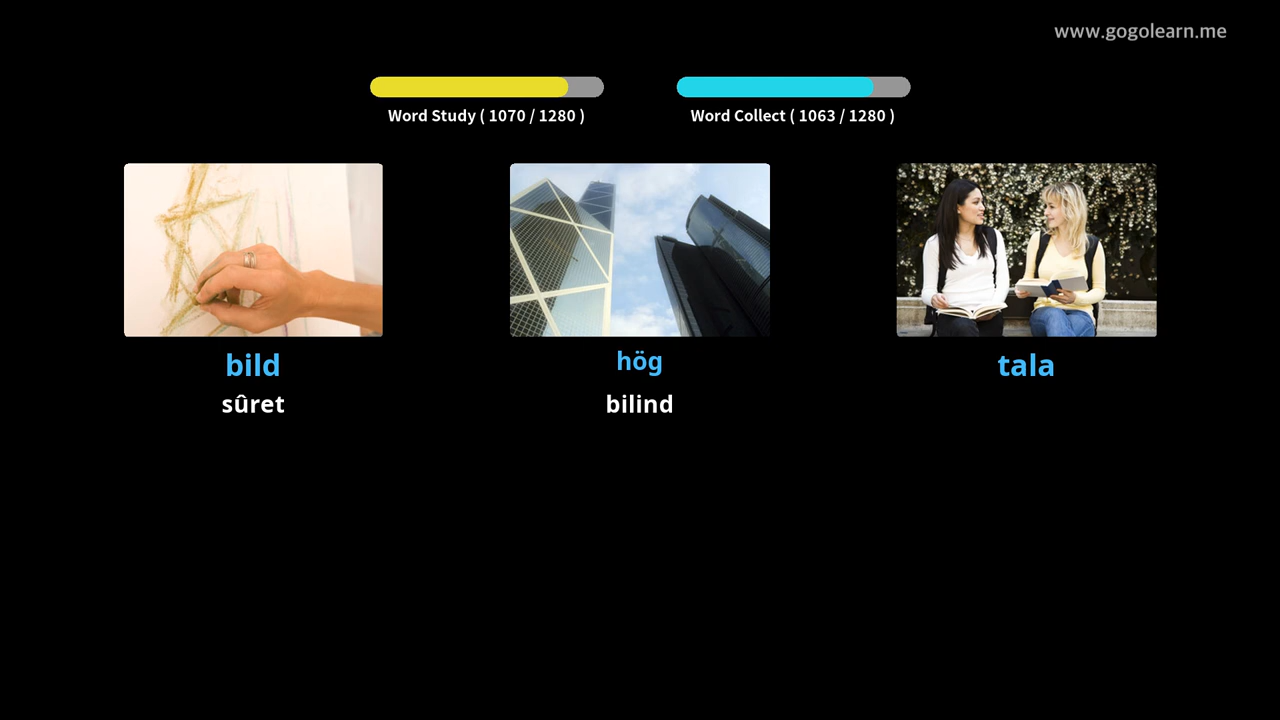 www.gogolearn.me
Word Study ( 1070 / 1280 )
Word Collect ( 1063 / 1280 )
bild
hög
tala
sûret
bilind